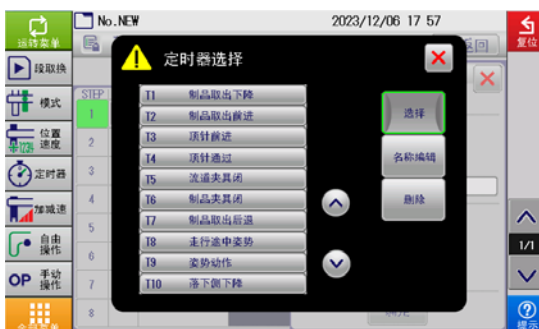 No.NEW 2023/12/06 17 57
运转菜单
段取换
模式
位置
速度
定时器
加减速
自由
操作
OP 手动
操作
全部菜单
STEP
1
2
3
4
5
6
7
8
定时器选择
T1 制品取出下降
T2 制品取出前进
T3 顶针前进
T4 顶针通过
T5 流道夹具闭
T6 制品夹具闭
T7 制品取出后退
T8 走行途中姿势
T9 姿势动作
T10 落下侧下降
选择
名称编辑
删除
返回
复位
1/1
提示